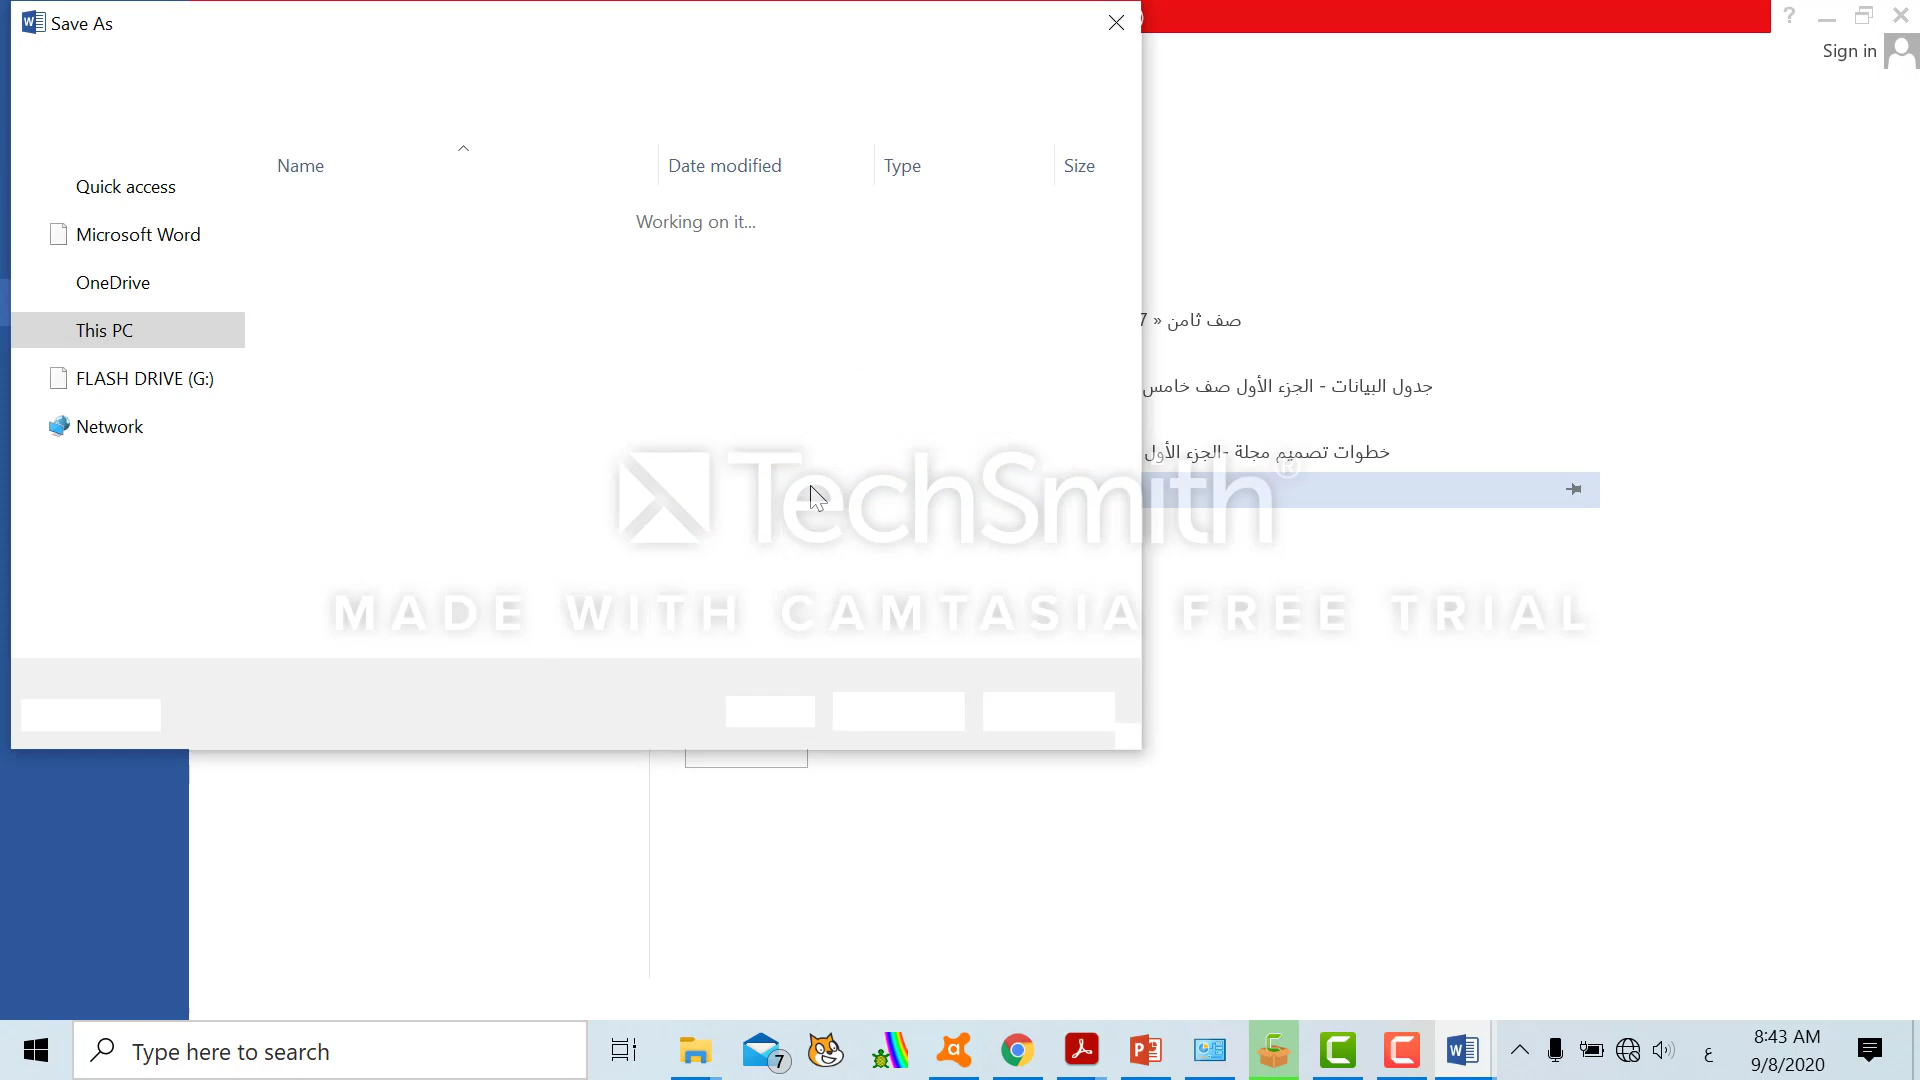 Save As
Sign in
Name
Date modified
Type
Size
Working on it...
Quick access
Microsoft Word
OneDrive
This PC
FLASH DRIVE (G:)
Network
صف ثامن « 7
جدول البيانات - الجزء الأول صف خامس
خطوات تصميم مجلة -الجزء الأول
TechSmith®
MADE WITH CAMTASIA FREE TRIAL
Type here to search
7
ع
8:43 AM
9/8/2020